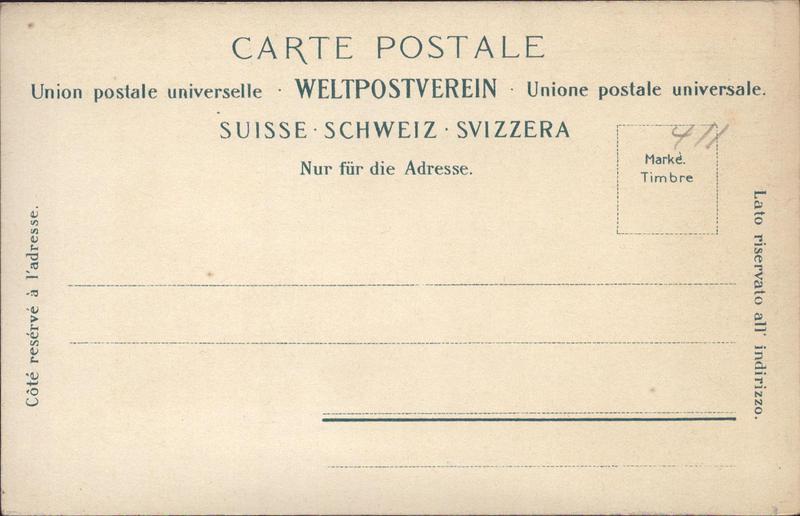 CARTE POSTALE
Union postale universelle · WELTPOSTVEREIN · Unione postale universale.
SUISSE · SCHWEIZ · SVIZZERA
Nur für die Adresse.
411
Marke.
Timbre
Côté resérvé à l'adresse.
Lato riservato all' indirizzo.